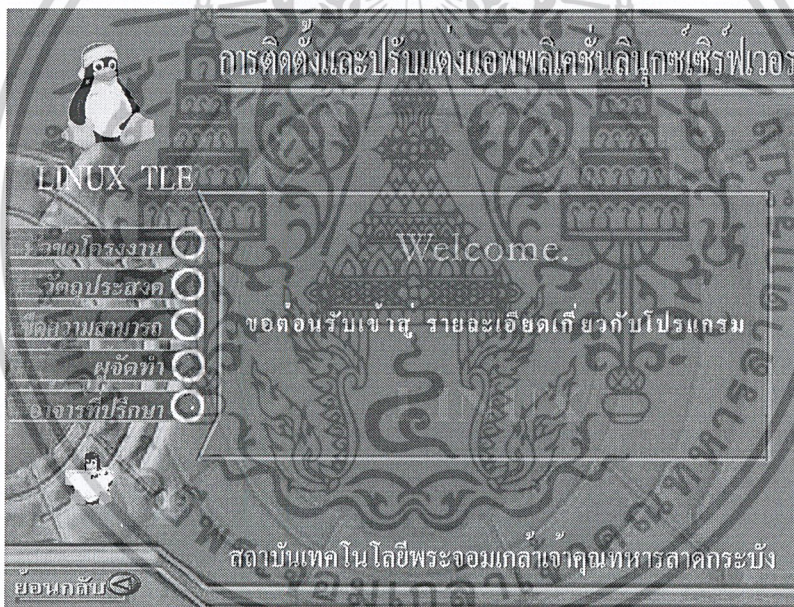 การติดตั้งและปรับแต่งแอพพลิเคชั่นลินุกซ์เซิร์ฟเวอร
LINUX TLE
Welcome.
ขอต่อนรับเข้าสู่ รายละเอียดเกี่ยวกับโปรแกรม
หัวขอโครงงาน
วัตถุประสงค
ขีดความสามารถ
ผูจัดทำ
อาจารที่ปรึกษา
สถาบันเทคโนโลยีพระจอมเกล้าเจ้าคุณทหารลาดกระบัง
ย้อนกลับ